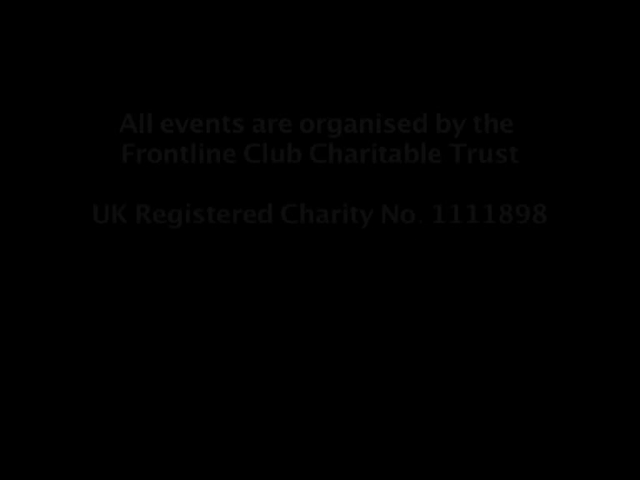 All events are organised by the
Frontline Club Charitable Trust
UK Registered Charity No. 1111898